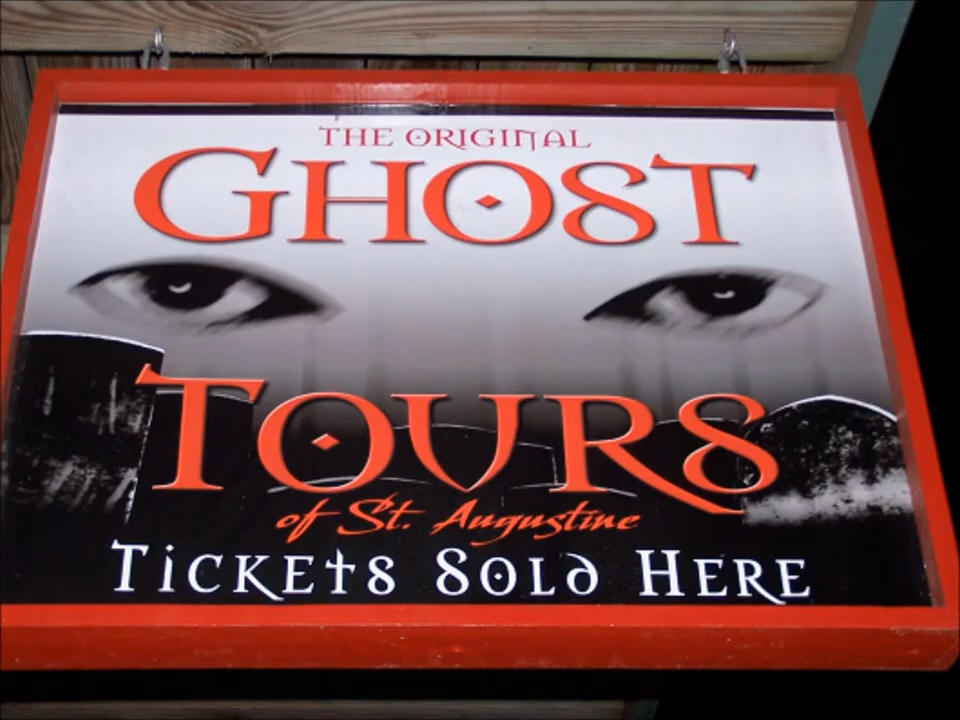 THE ORIGINAL
GHOST
TOURS
of St. Augustine
TICKETS SOLD HERE